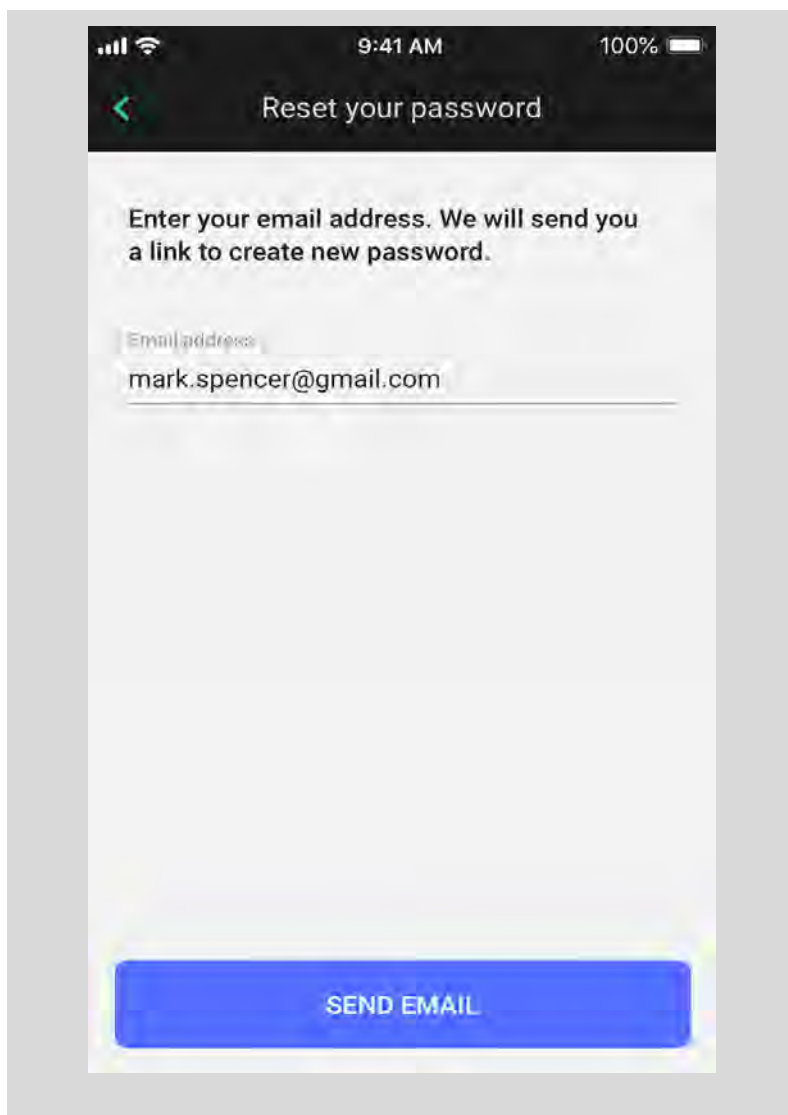 9:41 AM 100%
Reset your password
Enter your email address. We will send you
a link to create new password.
Email address
mark.spencer@gmail.com
SEND EMAIL